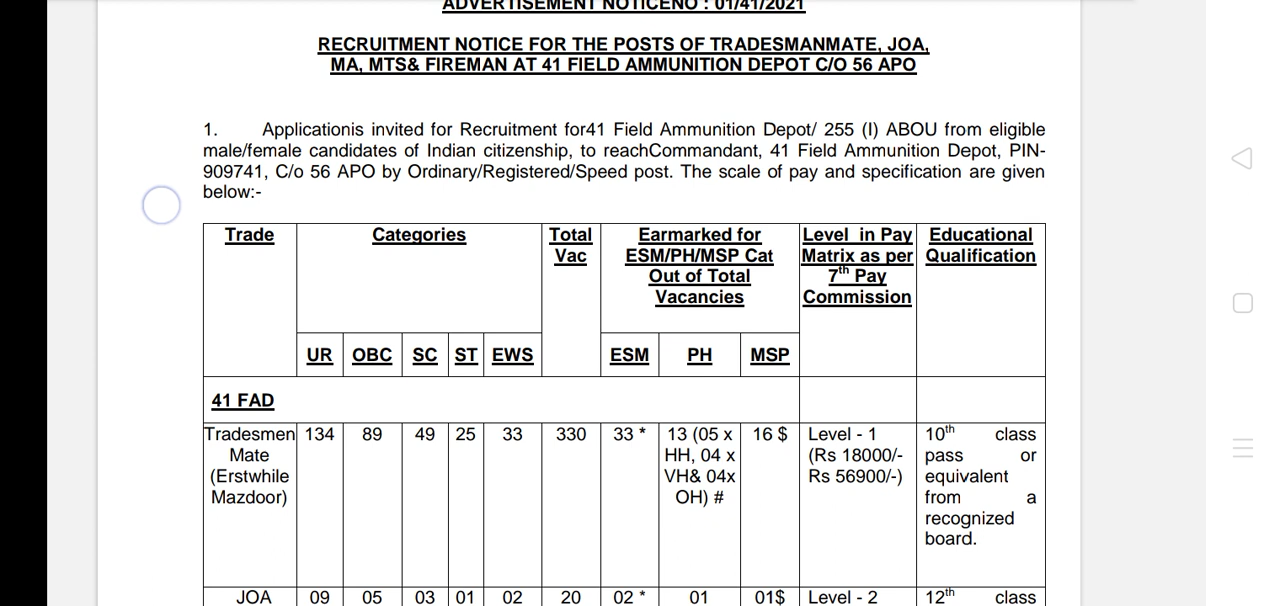 ADVERTISEMENT NOTICENO : 01/41/2021
RECRUITMENT NOTICE FOR THE POSTS OF TRADESMANMATE, JOA,
MA, MTS& FIREMAN AT 41 FIELD AMMUNITION DEPOT C/O 56 APO
1. Applicationis invited for Recruitment for41 Field Ammunition Depot/ 255 (I) ABOU from eligible
male/female candidates of Indian citizenship, to reachCommandant, 41 Field Ammunition Depot, PIN-
909741, C/o 56 APO by Ordinary/Registered/Speed post. The scale of pay and specification are given
below:-
Trade Categories Total Earmarked for Level in Pay Educational
Vac ESM/PH/MSP Cat Matrix as per Qualification
Out of Total 7th Pay
Vacancies Commission
UR OBC SC ST EWS ESM PH MSP
41 FAD
Tradesmen 134 89 49 25 33 330 33 * 13 (05 x 16 $ Level - 1 10th class
Mate HH, 04 x (Rs 18000/- pass or
(Erstwhile VH& 04x Rs 56900/-) equivalent
Mazdoor) OH) # from a
recognized
board.
JOA 09 05 03 01 02 20 02 * 01 01$ Level - 2 12th class